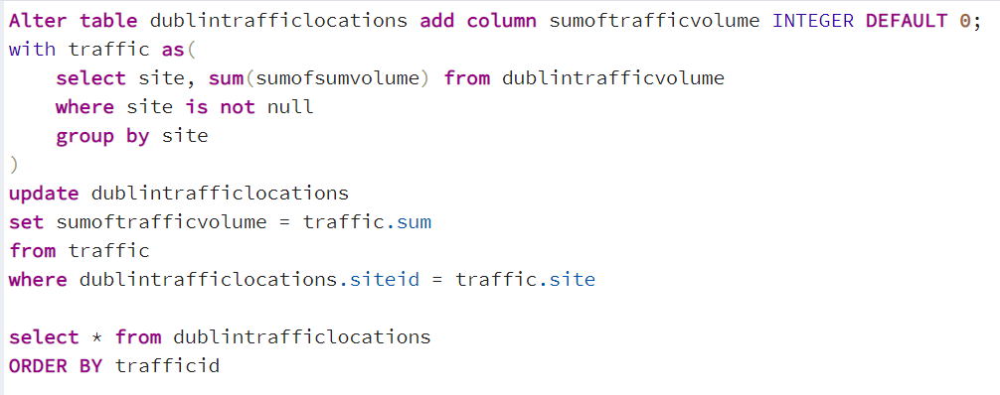 Alter table dublintrafficlocations add column sumoftrafficvolume INTEGER DEFAULT 0;
with traffic as(
    select site, sum(sumofsumvolume) from dublintrafficvolume
    where site is not null
    group by site
)
update dublintrafficlocations
set sumoftrafficvolume = traffic.sum
from traffic
where dublintrafficlocations.siteid = traffic.site

select * from dublintrafficlocations
ORDER BY trafficid